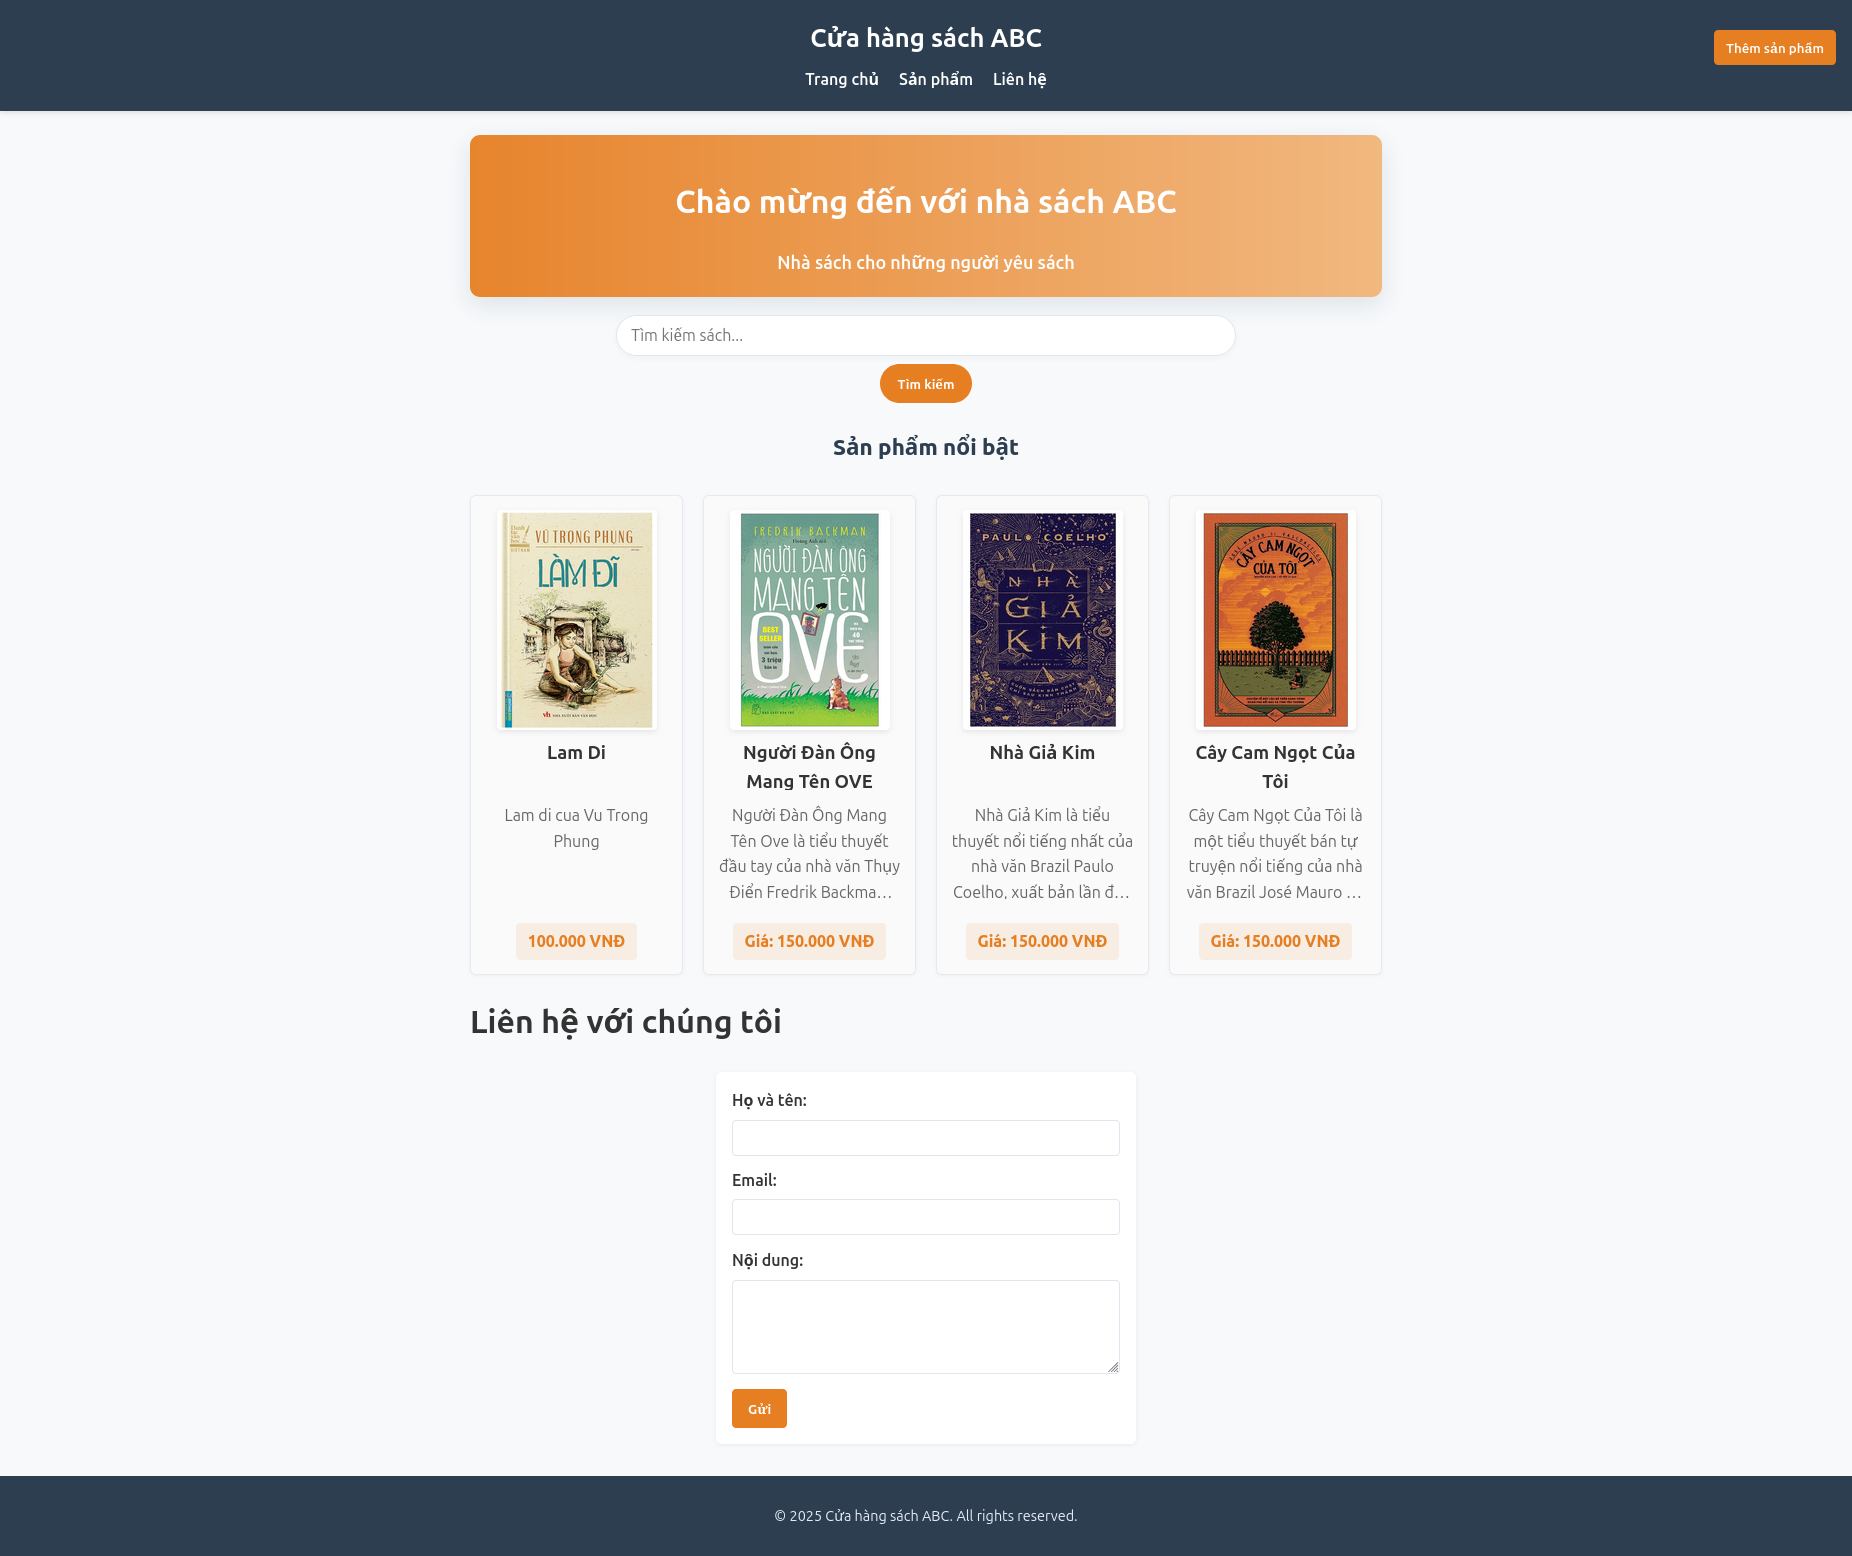 Cửa hàng sách ABC
Thêm sản phẩm
Trang chủ Sản phẩm Liên hệ
Chào mừng đến với nhà sách ABC
Nhà sách cho những người yêu sách
Tìm kiếm sách...
Tìm kiếm
Sản phẩm nổi bật
VŨ TRỌNG PHỤNG
LÀM ĐĨ
Lam Di
Lam di cua Vu Trong
Phung
100.000 VNĐ
FREDRIK BACKMAN
NGƯỜI ĐÀN ÔNG
MANG TÊN
OVE
BEST
SELLER
Người Đàn Ông
Mang Tên OVE
Người Đàn Ông Mang
Tên Ove là tiểu thuyết
đầu tay của nhà văn Thụy
Điển Fredrik Backma...
Giá: 150.000 VNĐ
PAULO COELHO
NHÀ
GIẢ
KIM
Nhà Giả Kim
Nhà Giả Kim là tiểu
thuyết nổi tiếng nhất của
nhà văn Brazil Paulo
Coelho, xuất bản lần đ...
Giá: 150.000 VNĐ
CÂY CAM NGỌT
CỦA TÔI
Cây Cam Ngọt Của
Tôi
Cây Cam Ngọt Của Tôi là
một tiểu thuyết bán tự
truyện nổi tiếng của nhà
văn Brazil José Mauro ...
Giá: 150.000 VNĐ
Liên hệ với chúng tôi
Họ và tên:
Email:
Nội dung:
Gửi
© 2025 Cửa hàng sách ABC. All rights reserved.